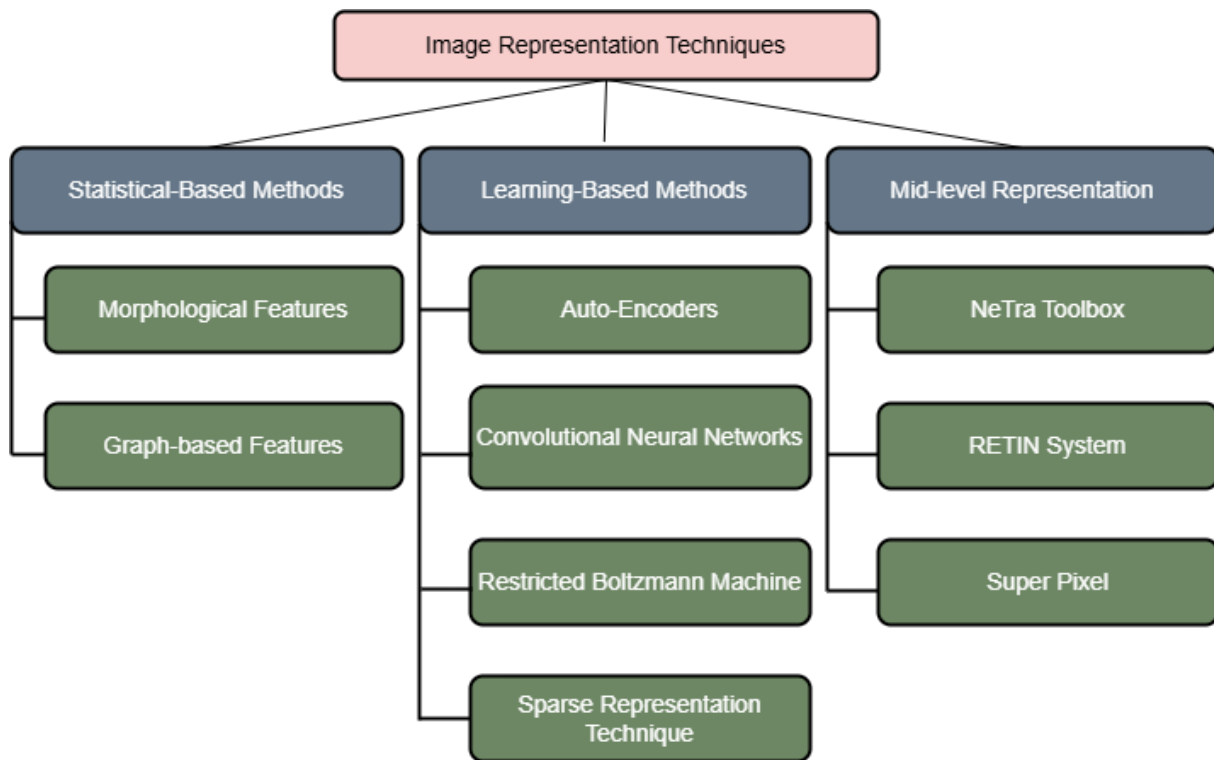 Image Representation Techniques
Statistical-Based Methods
Morphological Features
Graph-based Features
Learning-Based Methods
Auto-Encoders
Convolutional Neural Networks
Restricted Boltzmann Machine
Sparse Representation
Technique
Mid-level Representation
NeTra Toolbox
RETIN System
Super Pixel